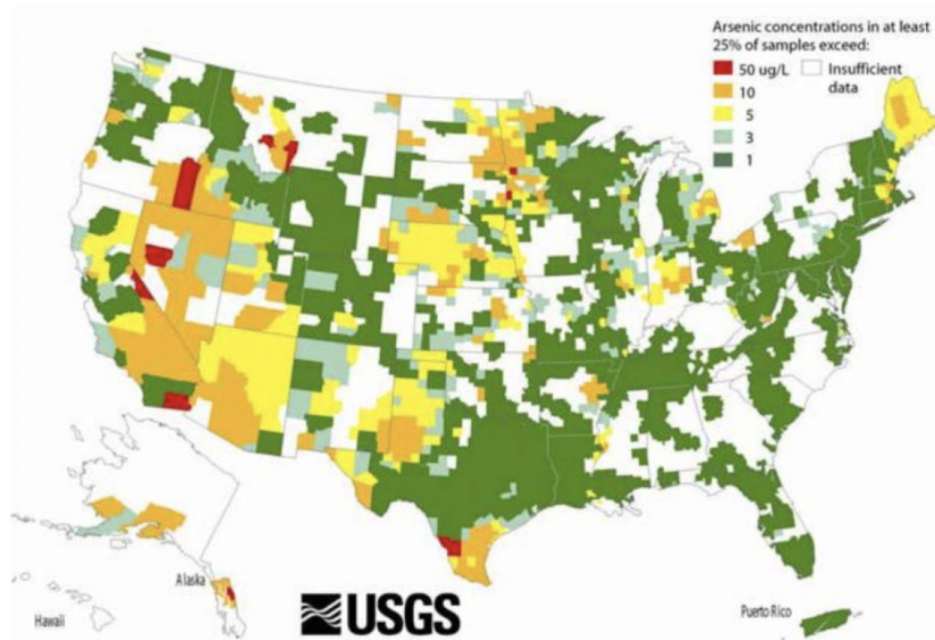 Arsenic concentrations in at least
25% of samples exceed:
50 ug/L Insufficient
10 data
5
3
1
Alaska
Hawaii
USGS
Puerto Rico